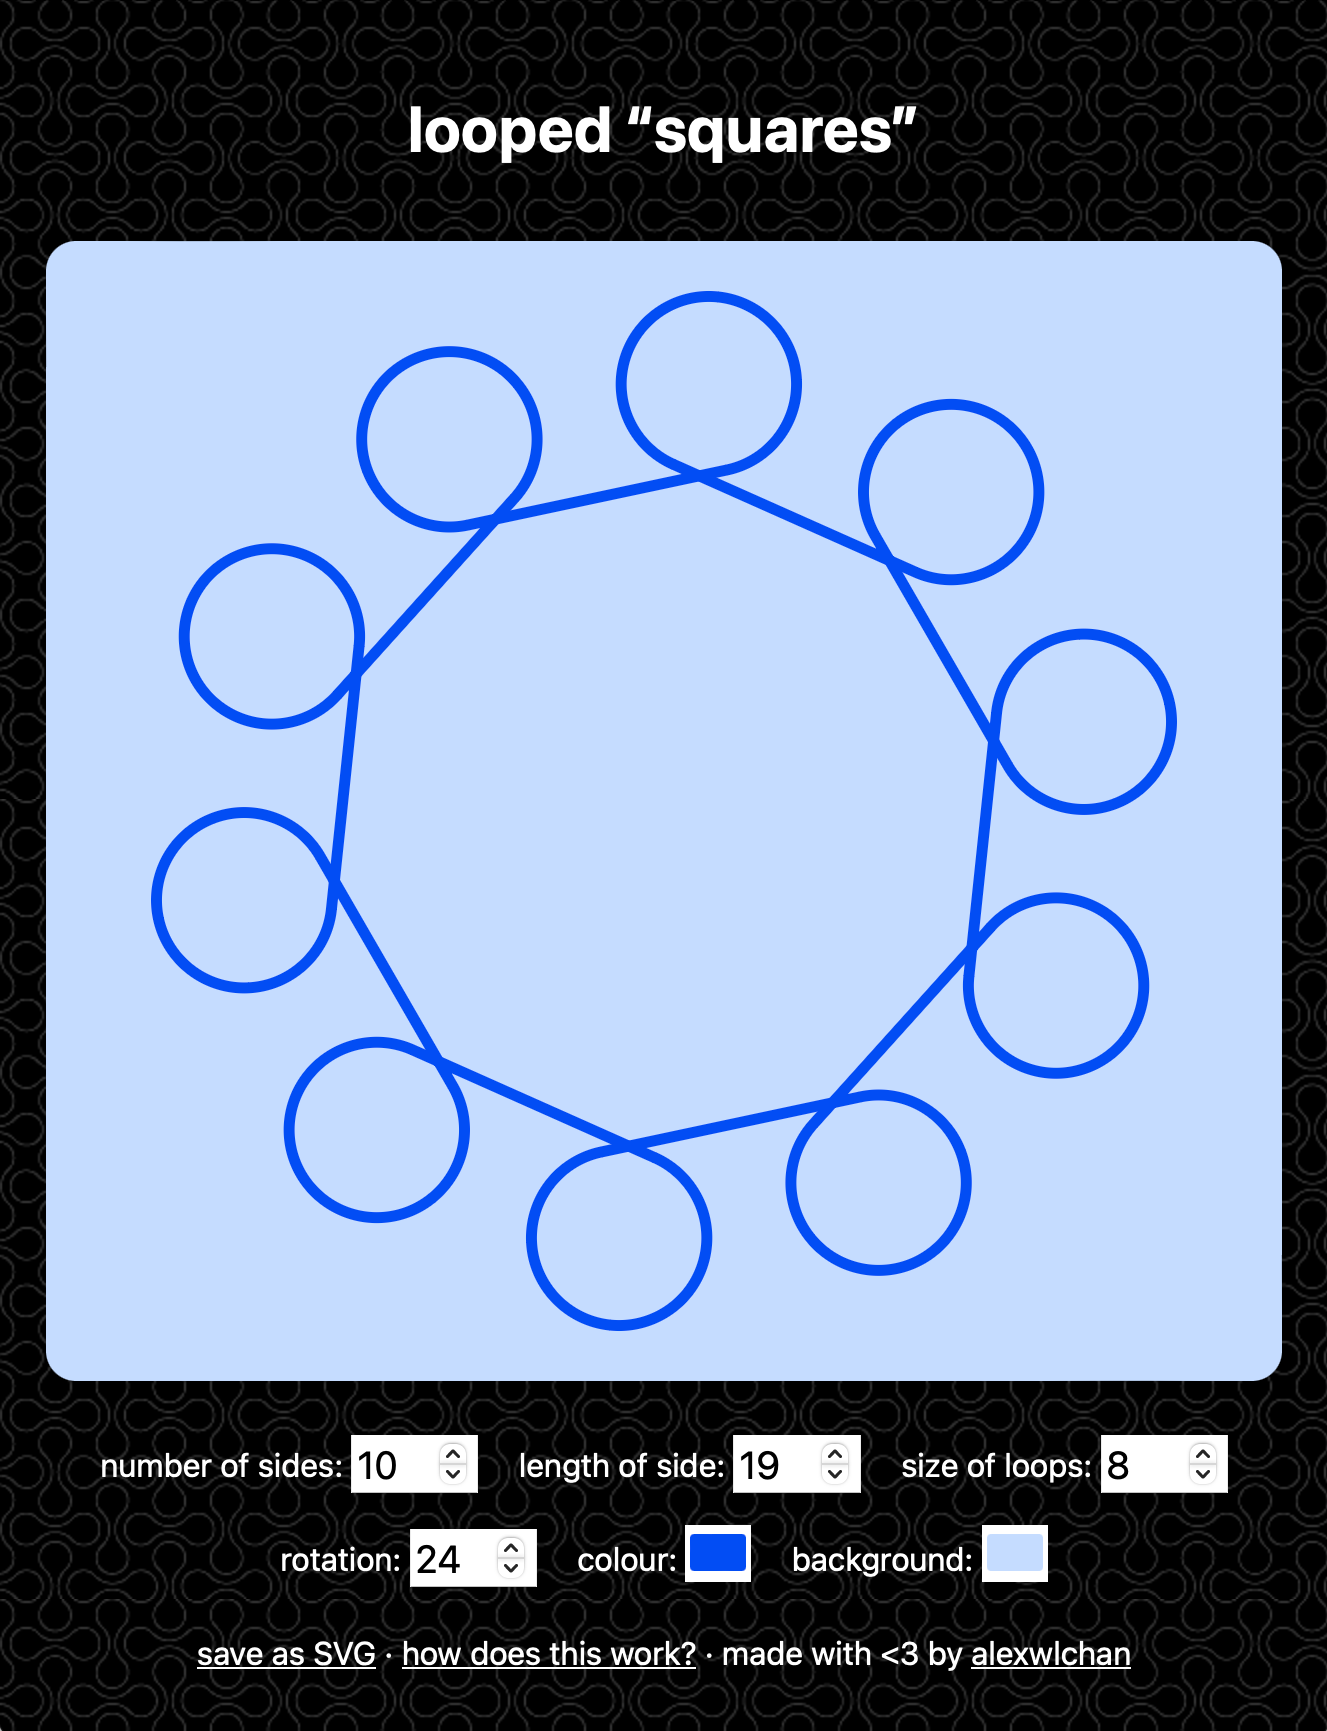 looped “squares”
number of sides: 10 length of side: 19 size of loops: 8
rotation: 24 colour: background:
save as SVG · how does this work? · made with <3 by alexwlchan